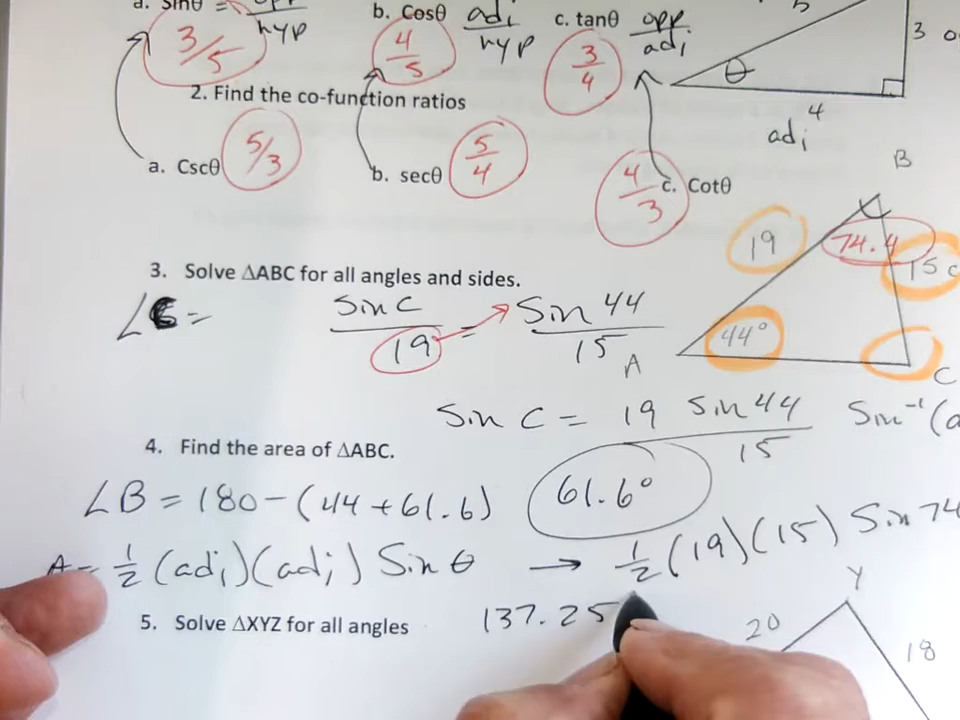 a. Sinθ = opp/hyp b. Cosθ adj/hyp c. tanθ opp/adj
3/5 4/5 3/4
3
θ
4
adj
2. Find the co-function ratios
a. Cscθ 5/3 b. secθ 5/4 4/3 c. Cotθ
B
19 74.4 15
44°
A C
3. Solve ΔABC for all angles and sides.
∠C = Sin C/19 = Sin 44/15
Sin C = 19 Sin 44/15 Sin⁻¹(
4. Find the area of ΔABC.
61.6°
∠B = 180 - (44 + 61.6)
A = 1/2 (adj)(adj) Sin θ → 1/2 (19)(15) Sin 74
5. Solve ΔXYZ for all angles 137.25
Y
20 18